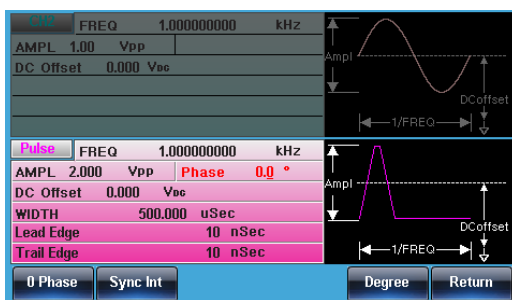 CH2 FREQ 1.000000000 kHz
AMPL 1.00 Vpp
DC Offset 0.000 VDC
Ampl
DCoffset
1/FREQ
Pulse FREQ 1.000000000 kHz
AMPL 2.000 Vpp Phase 0.0 °
DC Offset 0.000 VDC
WIDTH 500.000 uSec
Lead Edge 10 nSec
Trail Edge 10 nSec
Ampl
DCoffset
1/FREQ
0 Phase Sync Int Degree Return